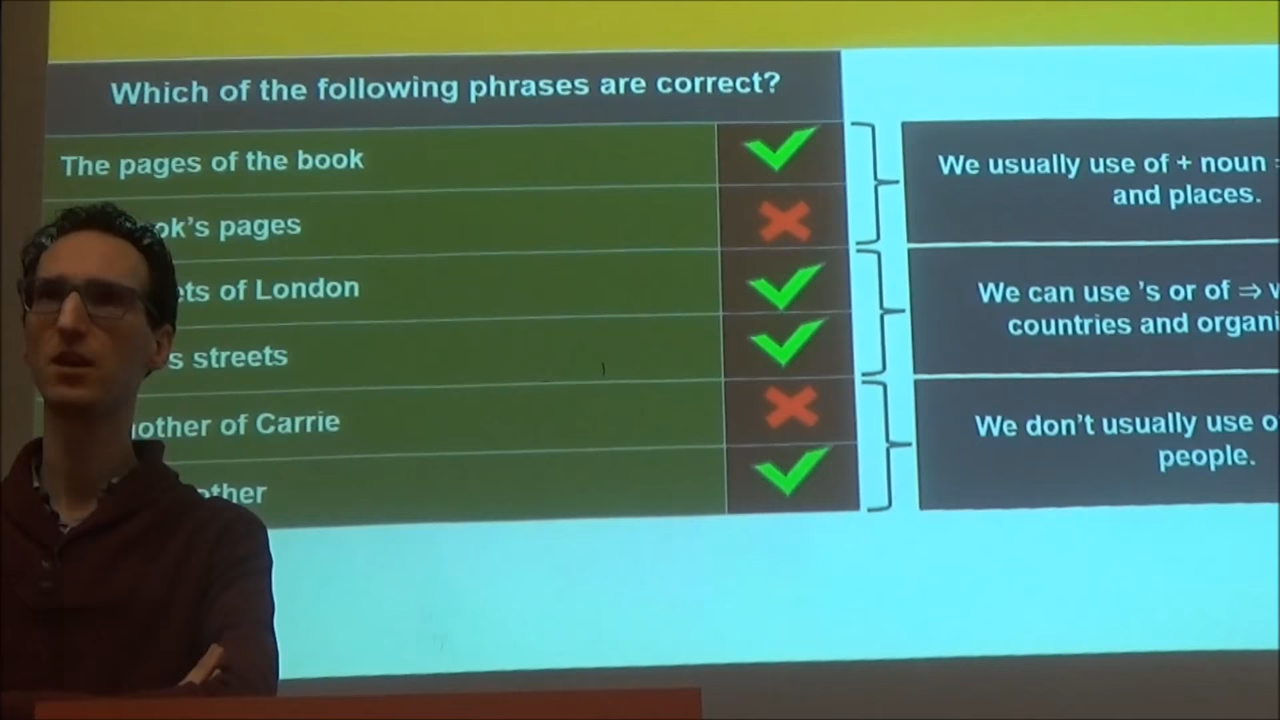 Which of the following phrases are correct?
The pages of the book
ok's pages
ets of London
s streets
other of Carrie
other
We usually use of + noun
and places.
We can use 's or of ⇒
countries and organi
We don't usually use o
people.